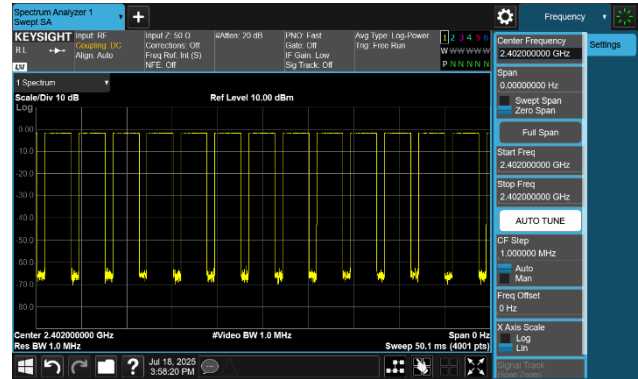 Spectrum Analyzer 1
Swept SA
+
Frequency
KEYSIGHT
RL
LXI
Input: RF
Coupling: DC
Align: Auto
Input Z: 50 Ω
Corrections: Off
Freq Ref: Int (S)
NFE: Off
#Atten: 20 dB
PNO: Fast
Gate: Off
IF Gain: Low
Sig Track: Off
Avg Type: Log-Power
Trig: Free Run
1 2 3 4 5 6
W W W W W W
P N N N N N
Center Frequency
2.402000000 GHz
Settings
Span
0.00000000 Hz
Swept Span
Zero Span
Full Span
Start Freq
2.402000000 GHz
Stop Freq
2.402000000 GHz
AUTO TUNE
CF Step
1.000000 MHz
Auto
Man
Freq Offset
0 Hz
X Axis Scale
Log
Lin
Signal Track
(Span Zoom)
1 Spectrum
Scale/Div 10 dB
Ref Level 10.00 dBm
Log
0.00
-10.0
-20.0
-30.0
-40.0
-50.0
-60.0
-70.0
-80.0
Center 2.402000000 GHz
#Video BW 1.0 MHz
Span 0 Hz
Res BW 1.0 MHz
Sweep 50.1 ms (4001 pts)
?
Jul 18, 2025
3:58:20 PM